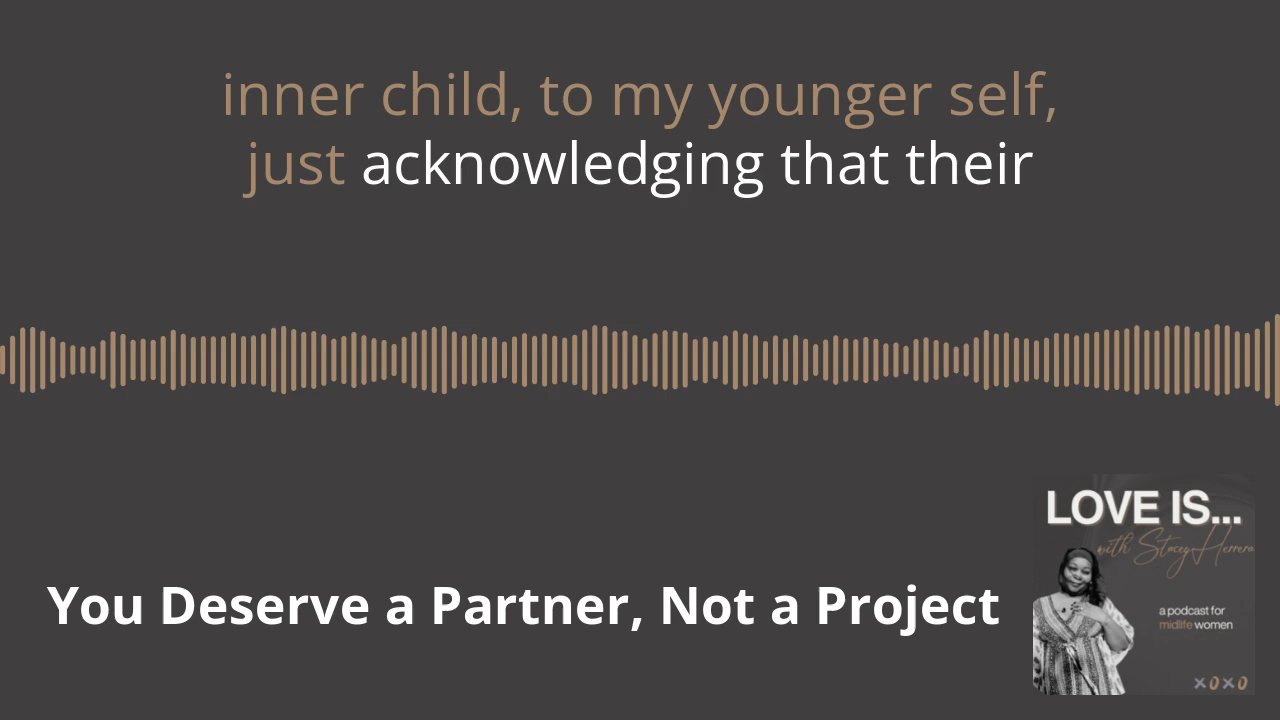 inner child, to my younger self,
just acknowledging that their
You Deserve a Partner, Not a Project
LOVE IS...
with Stacey Herrera
a podcast for
midlife women
XOXO